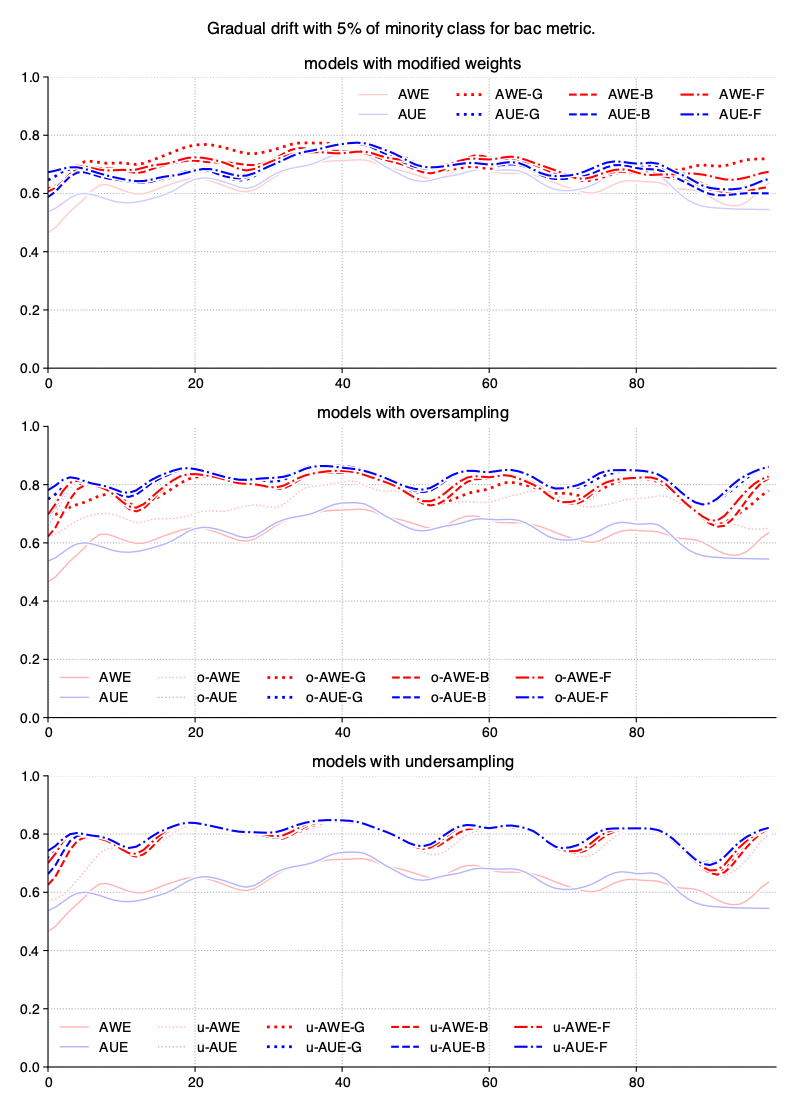 Gradual drift with 5% of minority class for bac metric.
models with modified weights
1.0
AWE AWE-G AWE-B AWE-F
AUE AUE-G AUE-B AUE-F
0.8
0.6
0.4
0.2
0.0
0 20 40 60 80
models with oversampling
1.0
0.8
0.6
0.4
0.2
AWE o-AWE o-AWE-G o-AWE-B o-AWE-F
AUE o-AUE o-AUE-G o-AUE-B o-AUE-F
0.0
0 20 40 60 80
models with undersampling
1.0
0.8
0.6
0.4
0.2
AWE u-AWE u-AWE-G u-AWE-B u-AWE-F
AUE u-AUE u-AUE-G u-AUE-B u-AUE-F
0.0
0 20 40 60 80